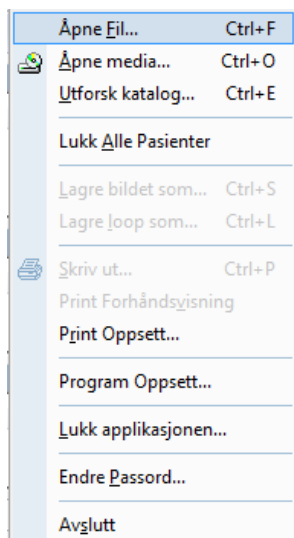 Åpne Fil... Ctrl+F
Åpne media... Ctrl+O
Utforsk katalog... Ctrl+E
Lukk Alle Pasienter
Lagre bildet som... Ctrl+S
Lagre loop som... Ctrl+L
Skriv ut... Ctrl+P
Print Forhåndsvisning
Print Oppsett...
Program Oppsett...
Lukk applikasjonen...
Endre Passord...
Avslutt